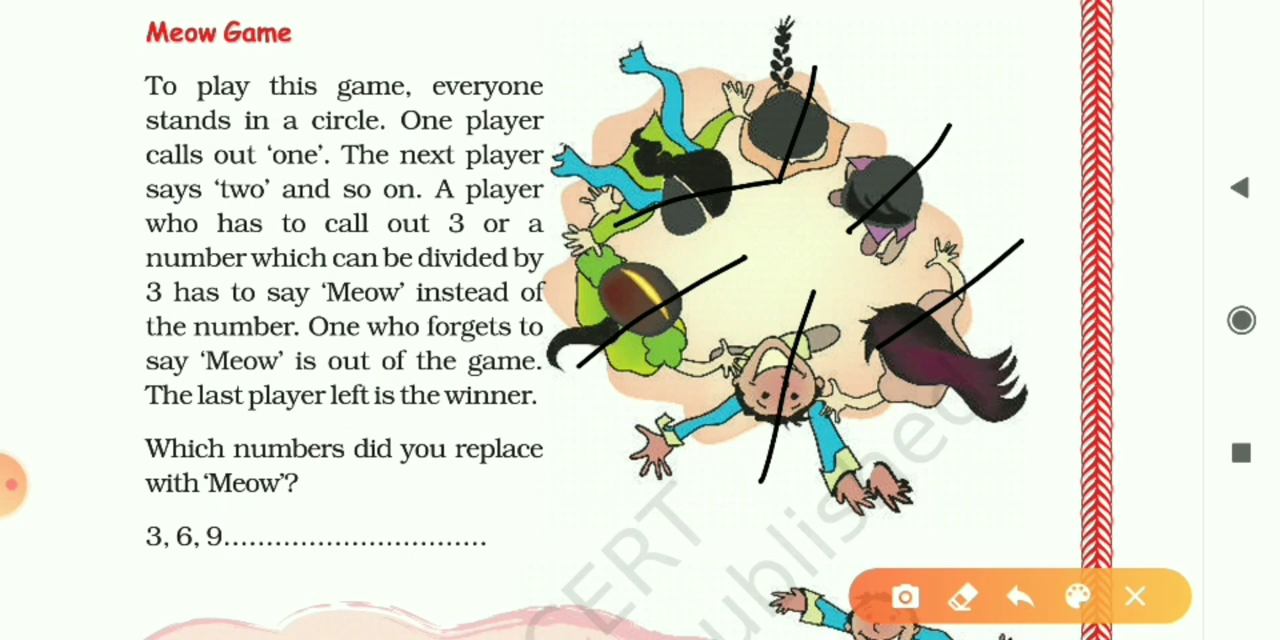 Meow Game
To play this game, everyone
stands in a circle. One player
calls out ‘one’. The next player
says ‘two’ and so on. A player
who has to call out 3 or a
number which can be divided by
3 has to say ‘Meow’ instead of
the number. One who forgets to
say ‘Meow’ is out of the game.
The last player left is the winner.
Which numbers did you replace
with ‘Meow’?
3, 6, 9...............................